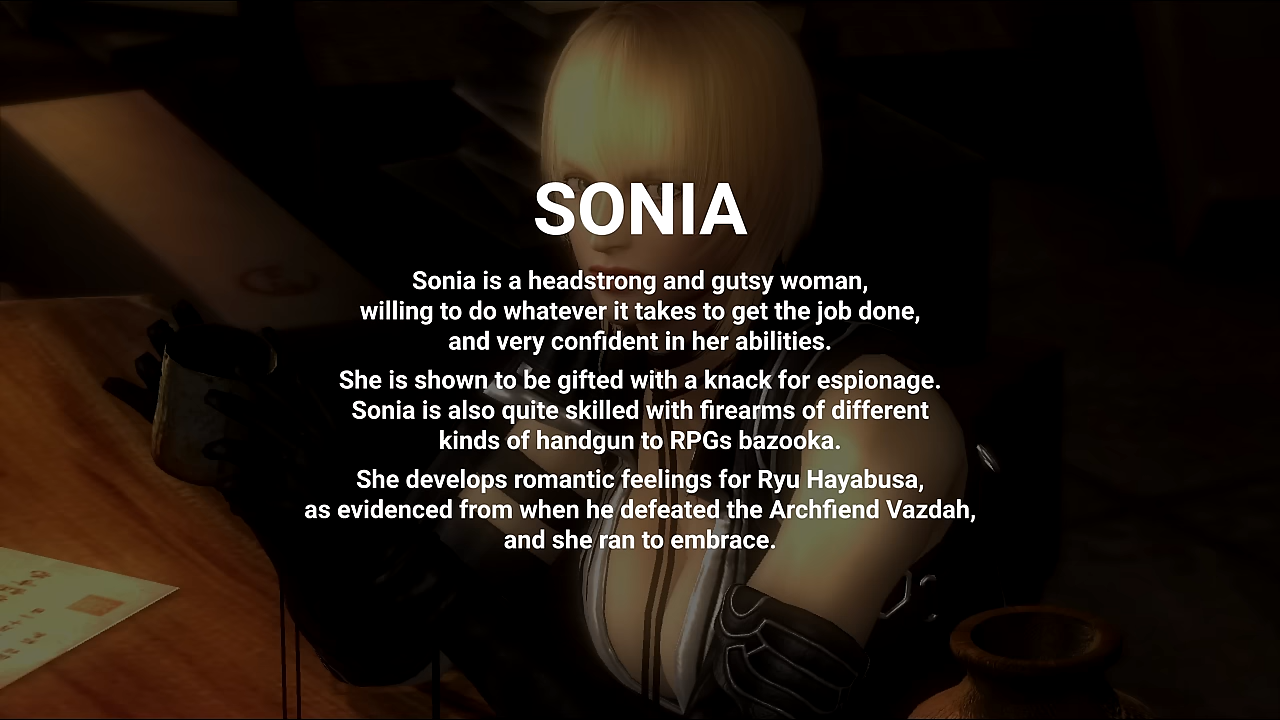 SONIA
Sonia is a headstrong and gutsy woman,
willing to do whatever it takes to get the job done,
and very confident in her abilities.
She is shown to be gifted with a knack for espionage.
Sonia is also quite skilled with firearms of different
kinds of handgun to RPGs bazooka.
She develops romantic feelings for Ryu Hayabusa,
as evidenced from when he defeated the Archfiend Vazdah,
and she ran to embrace.